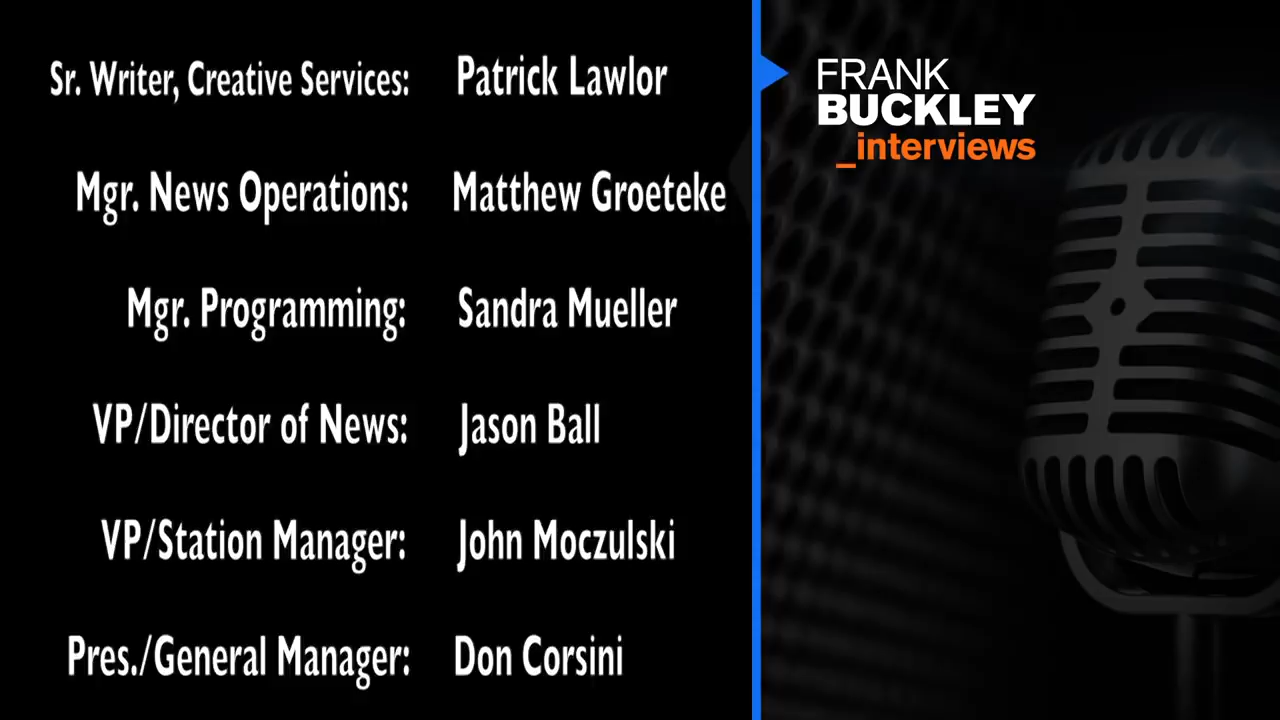 Sr. Writer, Creative Services: Patrick Lawlor
Mgr. News Operations: Matthew Groeteke
Mgr. Programming: Sandra Mueller
VP/Director of News: Jason Ball
VP/Station Manager: John Moczulski
Pres./General Manager: Don Corsini
FRANK
BUCKLEY
_interviews